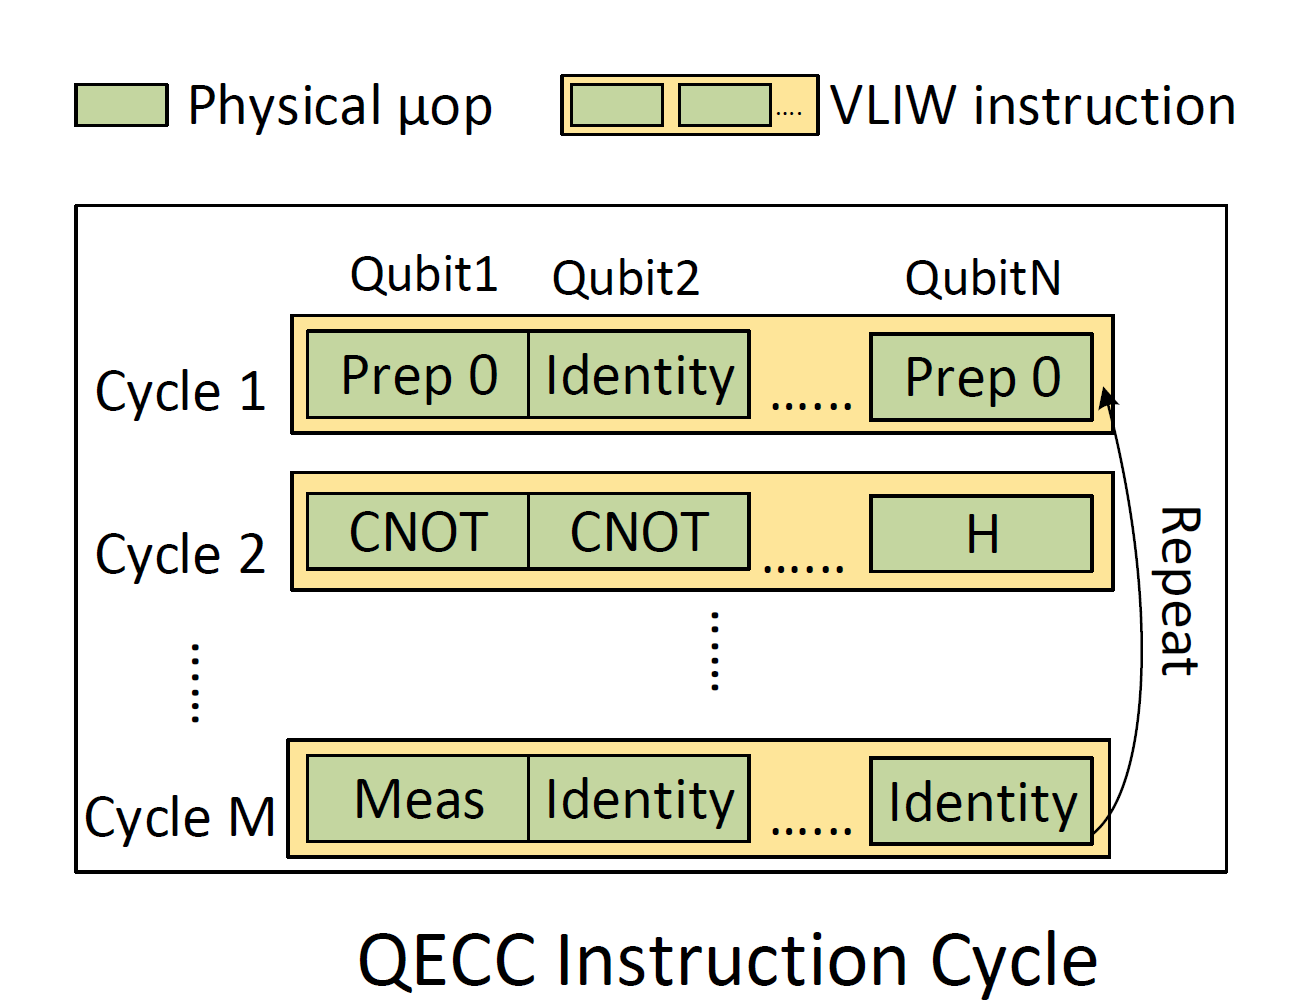 Physical µop .... VLIW instruction
Qubit1 Qubit2 QubitN
Cycle 1 Prep 0 Identity ...... Prep 0
Cycle 2 CNOT CNOT ...... H
Repeat
...... ......
Cycle M Meas Identity ...... Identity
QECC Instruction Cycle